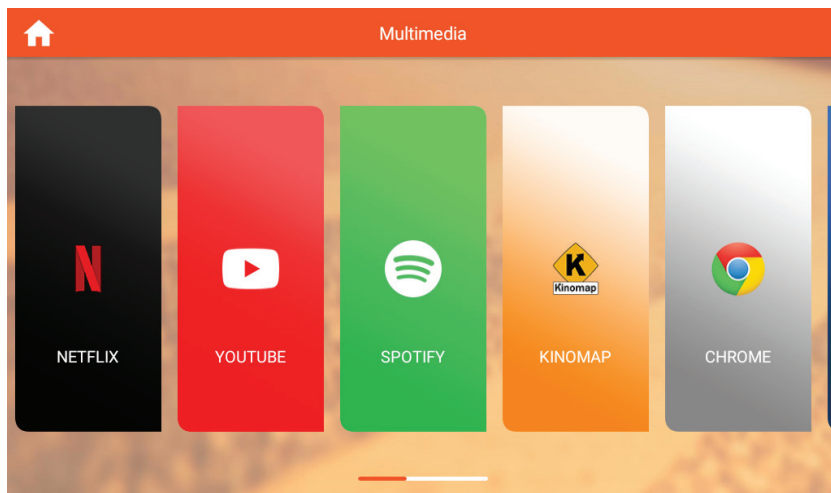 Multimedia
N
K
Kinomap
NETFLIX
YOUTUBE
SPOTIFY
KINOMAP
CHROME